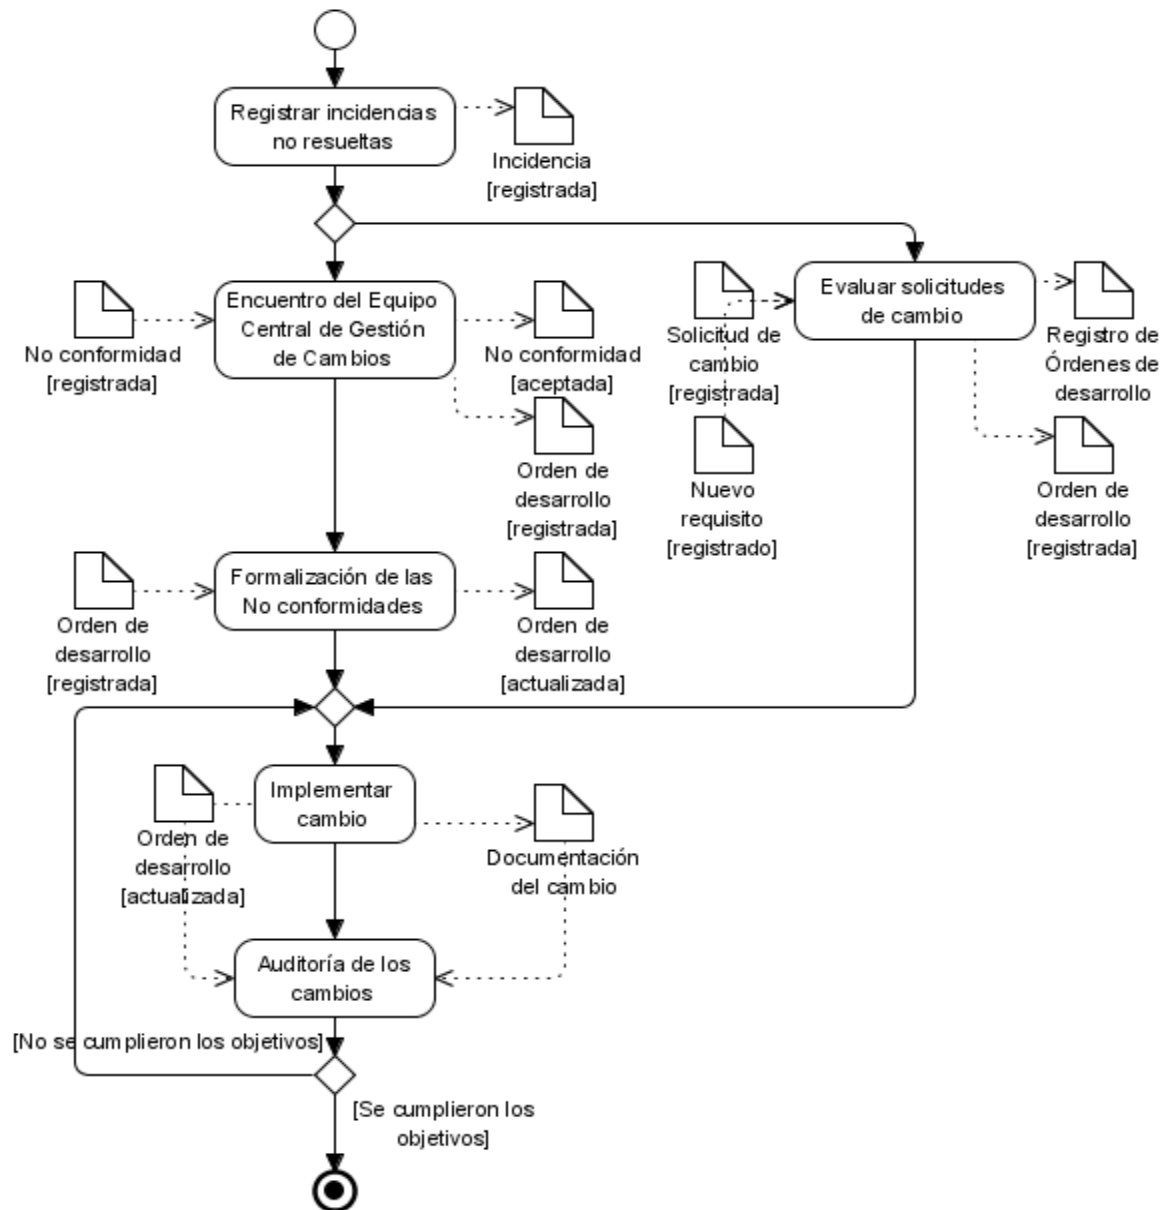 Registrar incidencias
no resueltas
Incidencia
[registrada]
Encuentro del Equipo
Central de Gestión
de Cambios
No conformidad
[registrada]
No conformidad
[aceptada]
Orden de
desarrollo
[registrada]
Evaluar solicitudes
de cambio
Solicitud de
cambio
[registrada]
Nuevo
requisito
[registrado]
Registro de
Órdenes de
desarrollo
Orden de
desarrollo
[registrada]
Formalización de las
No conformidades
Orden de
desarrollo
[registrada]
Orden de
desarrollo
[actualizada]
Implementar
cambio
Orden de
desarrollo
[actualizada]
Documentación
del cambio
Auditoría de los
cambios
[No se cumplieron los objetivos]
[Se cumplieron los
objetivos]